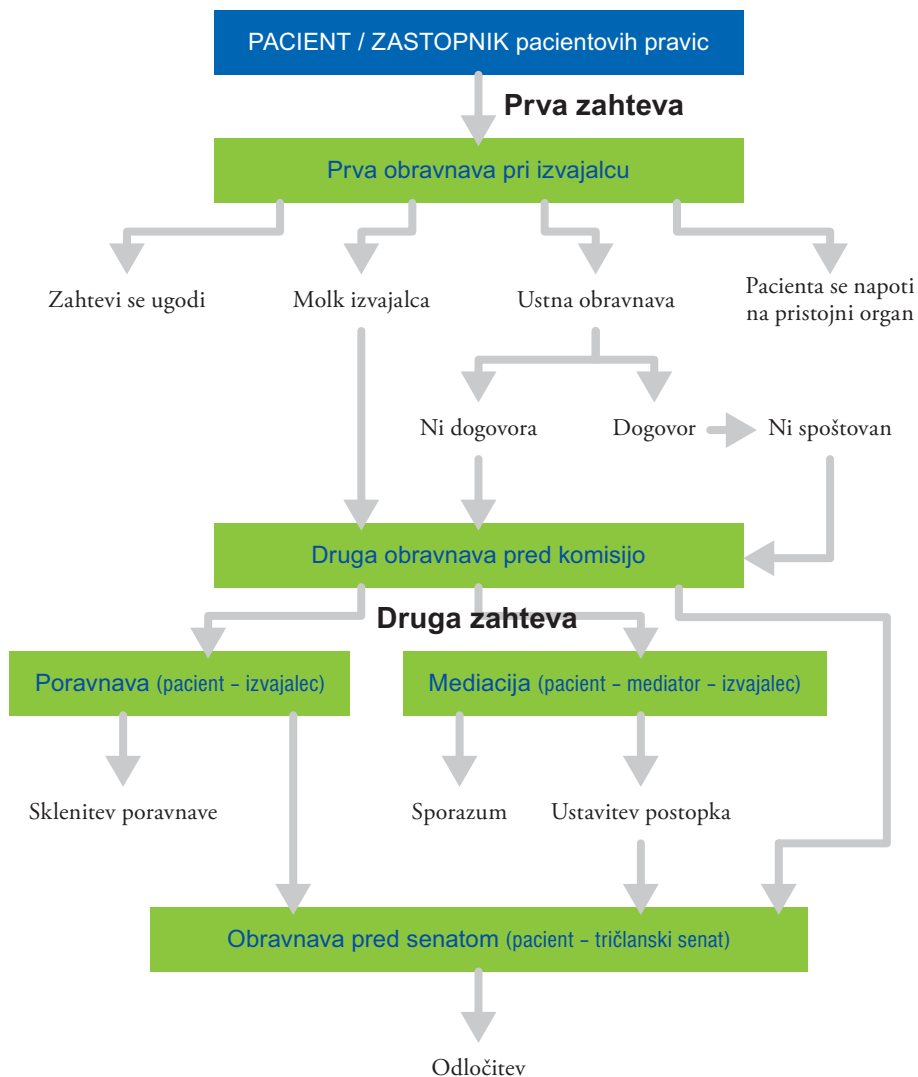 PACIENT / ZASTOPNIK pacientovih pravic
Prva zahteva
Prva obravnava pri izvajalcu
Zahtevi se ugodi
Molk izvajalca
Ustna obravnava
Pacienta se napoti
na pristojni organ
Ni dogovora
Dogovor
Ni spoštovan
Druga obravnava pred komisijo
Druga zahteva
Poravnava (pacient – izvajalec)
Mediacija (pacient – mediator – izvajalec)
Sklenitev poravnave
Sporazum
Ustavitev postopka
Obravnava pred senatom (pacient – tričlanski senat)
Odločitev